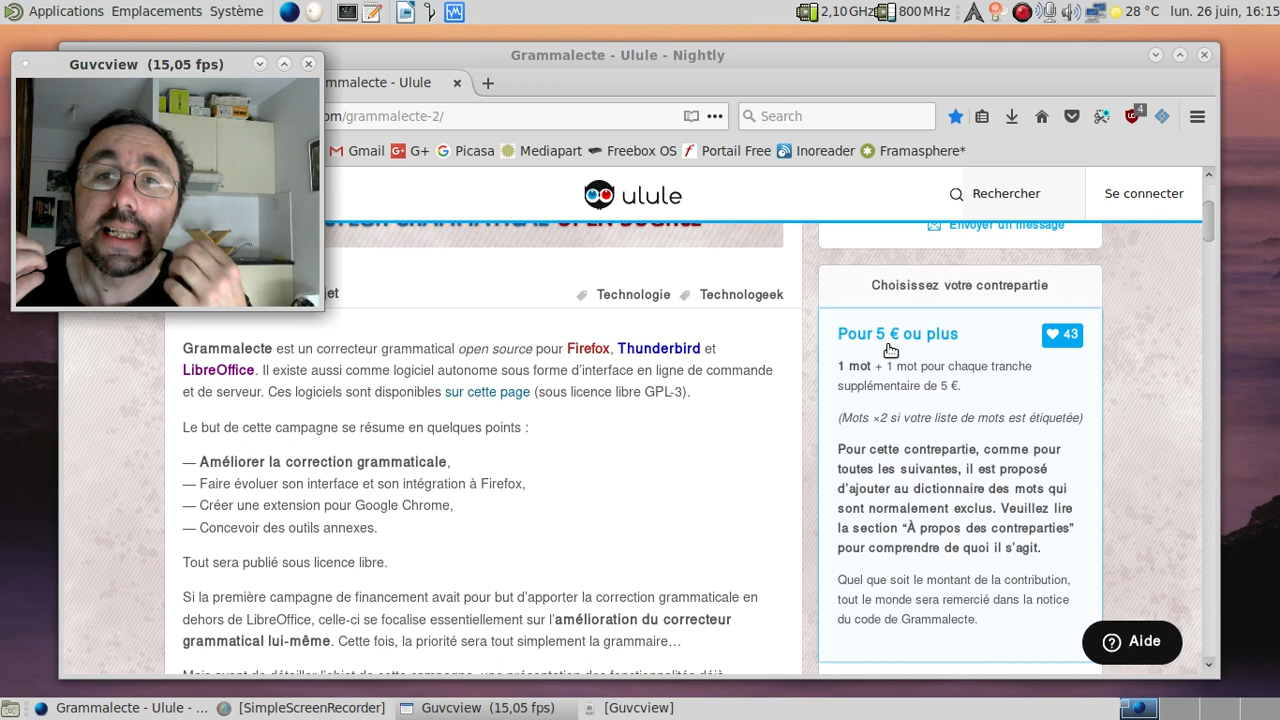 Applications Emplacements Système
2,10 GHz 800 MHz 28 °C lun. 26 juin, 16:15
Grammalecte - Ulule - Nightly
Guvcview (15,05 fps)
mmalecte - Ulule
om/grammalecte-2/
Search
4
Gmail G+ Picasa Mediapart Freebox OS Portail Free Inoreader Framasphere*
ulule
Rechercher
Se connecter
Envoyer un message
jet
Technologie Technologeek
Grammalecte est un correcteur grammatical open source pour Firefox, Thunderbird et
LibreOffice. Il existe aussi comme logiciel autonome sous forme d’interface en ligne de commande
et de serveur. Ces logiciels sont disponibles sur cette page (sous licence libre GPL-3).
Le but de cette campagne se résume en quelques points :
— Améliorer la correction grammaticale,
— Faire évoluer son interface et son intégration à Firefox,
— Créer une extension pour Google Chrome,
— Concevoir des outils annexes.
Tout sera publié sous licence libre.
Si la première campagne de financement avait pour but d’apporter la correction grammaticale en
dehors de LibreOffice, celle-ci se focalise essentiellement sur l’amélioration du correcteur
grammatical lui-même. Cette fois, la priorité sera tout simplement la grammaire…
Choisissez votre contrepartie
Pour 5 € ou plus
43
1 mot + 1 mot pour chaque tranche
supplémentaire de 5 €.
(Mots ×2 si votre liste de mots est étiquetée)
Pour cette contrepartie, comme pour
toutes les suivantes, il est proposé
d’ajouter au dictionnaire des mots qui
sont normalement exclus. Veuillez lire
la section “À propos des contreparties”
pour comprendre de quoi il s’agit.
Quel que soit le montant de la contribution,
tout le monde sera remercié dans la notice
du code de Grammalecte.
Aide
Grammalecte - Ulule - ... [SimpleScreenRecorder] Guvcview (15,05 fps) [Guvcview]